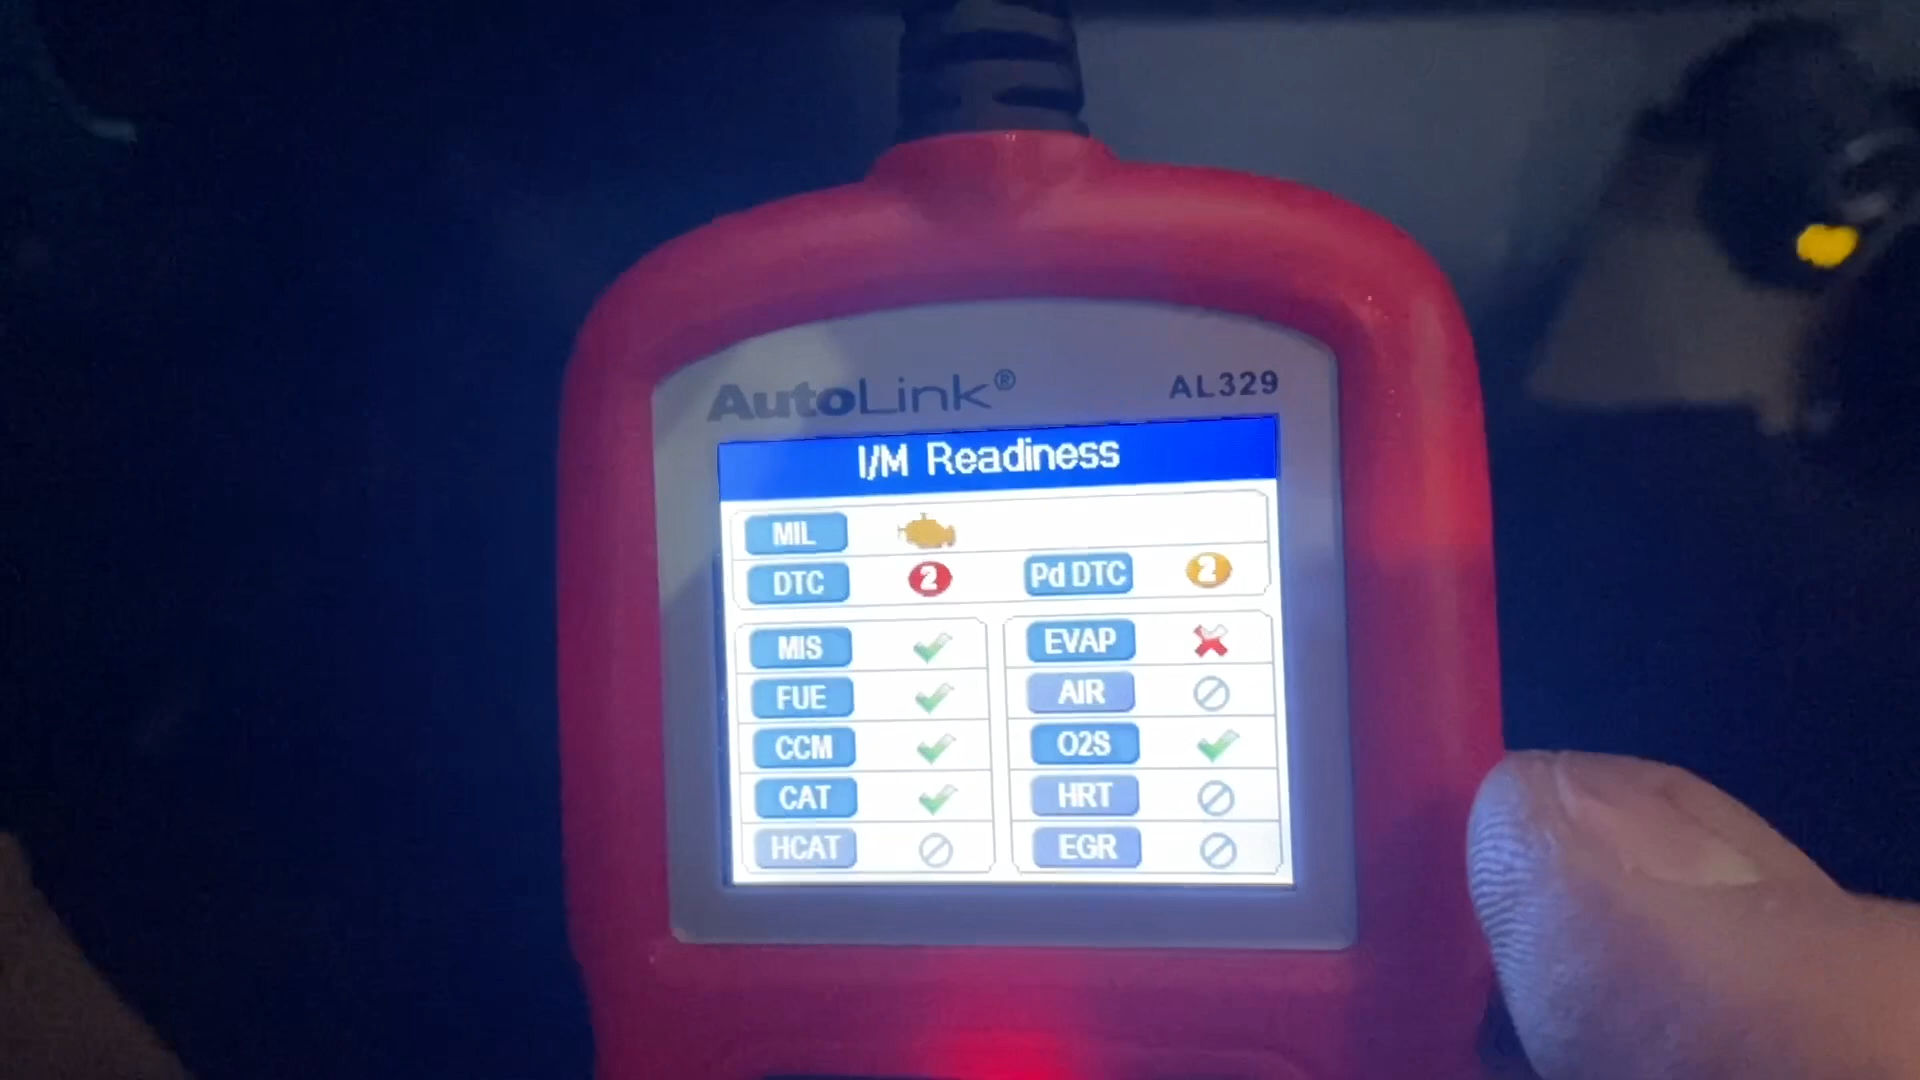 AutoLink® AL329
I/M Readiness
MIL
DTC 2 Pd DTC 2
MIS EVAP
FUE AIR
CCM O2S
CAT HRT
HCAT EGR